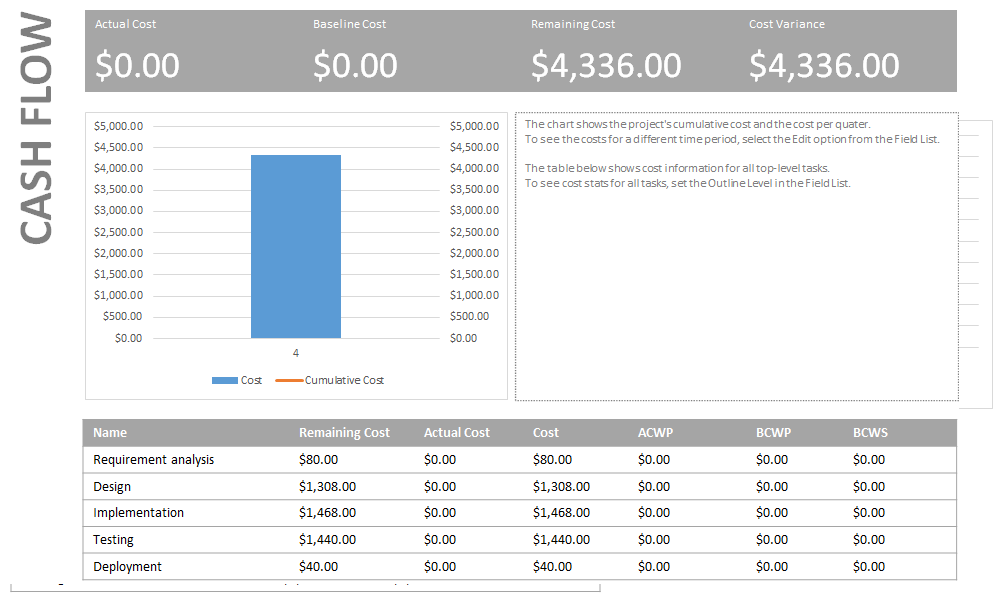 CASH FLOW
Actual Cost Baseline Cost Remaining Cost Cost Variance
$0.00 $0.00 $4,336.00 $4,336.00
$5,000.00 $5,000.00
$4,500.00 $4,500.00
$4,000.00 $4,000.00
$3,500.00 $3,500.00
$3,000.00 $3,000.00
$2,500.00 $2,500.00
$2,000.00 $2,000.00
$1,500.00 $1,500.00
$1,000.00 $1,000.00
$500.00 $500.00
$0.00 $0.00
4
Cost Cumulative Cost
The chart shows the project's cumulative cost and the cost per quater.
To see the costs for a different time period, select the Edit option from the Field List.
The table below shows cost information for all top-level tasks.
To see cost stats for all tasks, set the Outline Level in the Field List.
Name Remaining Cost Actual Cost Cost ACWP BCWP BCWS
Requirement analysis $80.00 $0.00 $80.00 $0.00 $0.00 $0.00
Design $1,308.00 $0.00 $1,308.00 $0.00 $0.00 $0.00
Implementation $1,468.00 $0.00 $1,468.00 $0.00 $0.00 $0.00
Testing $1,440.00 $0.00 $1,440.00 $0.00 $0.00 $0.00
Deployment $40.00 $0.00 $40.00 $0.00 $0.00 $0.00